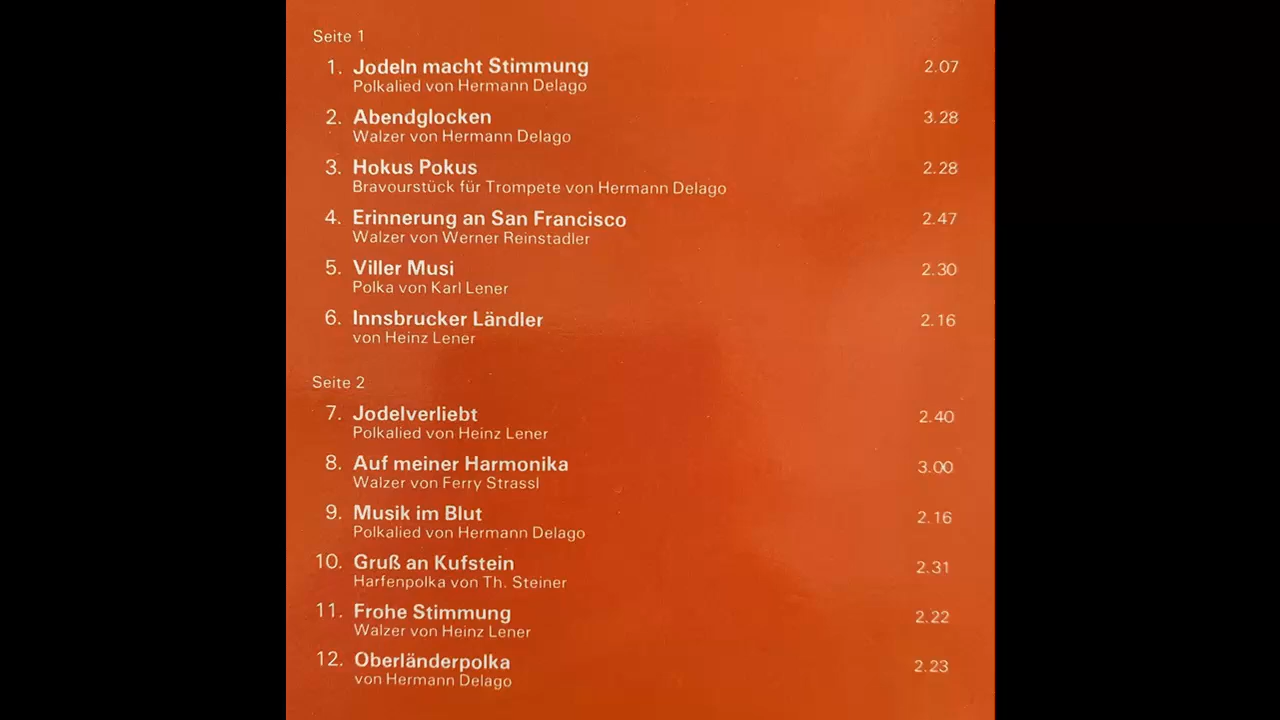 Seite 1
1. Jodeln macht Stimmung 2.07
Polkalied von Hermann Delago
2. Abendglocken 3.28
Walzer von Hermann Delago
3. Hokus Pokus 2.28
Bravourstück für Trompete von Hermann Delago
4. Erinnerung an San Francisco 2.47
Walzer von Werner Reinstadler
5. Viller Musi 2.30
Polka von Karl Lener
6. Innsbrucker Ländler 2.16
von Heinz Lener
Seite 2
7. Jodelverliebt 2.40
Polkalied von Heinz Lener
8. Auf meiner Harmonika 3.00
Walzer von Ferry Strassl
9. Musik im Blut 2.16
Polkalied von Hermann Delago
10. Gruß an Kufstein 2.31
Harfenpolka von Th. Steiner
11. Frohe Stimmung 2.22
Walzer von Heinz Lener
12. Oberländerpolka 2.23
von Hermann Delago